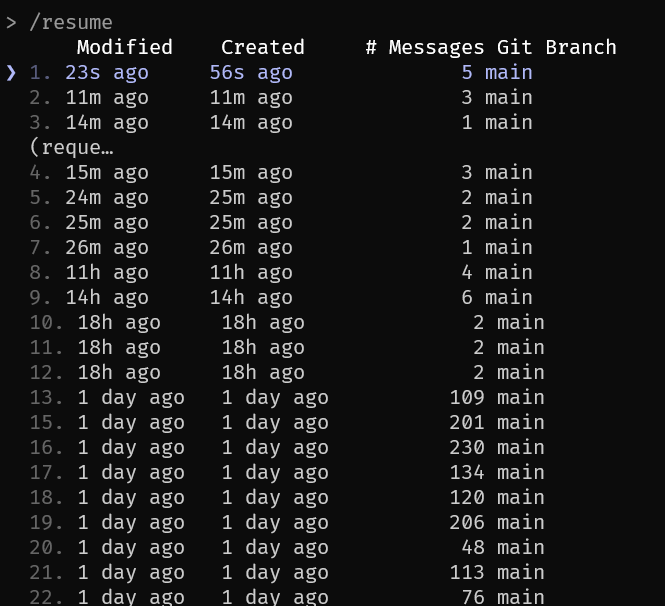 > /resume
Modified Created # Messages Git Branch
❯ 1. 23s ago 56s ago 5 main
2. 11m ago 11m ago 3 main
3. 14m ago 14m ago 1 main
(reque…
4. 15m ago 15m ago 3 main
5. 24m ago 25m ago 2 main
6. 25m ago 25m ago 2 main
7. 26m ago 26m ago 1 main
8. 11h ago 11h ago 4 main
9. 14h ago 14h ago 6 main
10. 18h ago 18h ago 2 main
11. 18h ago 18h ago 2 main
12. 18h ago 18h ago 2 main
13. 1 day ago 1 day ago 109 main
15. 1 day ago 1 day ago 201 main
16. 1 day ago 1 day ago 230 main
17. 1 day ago 1 day ago 134 main
18. 1 day ago 1 day ago 120 main
19. 1 day ago 1 day ago 206 main
20. 1 day ago 1 day ago 48 main
21. 1 day ago 1 day ago 113 main
22. 1 day ago 1 day ago 76 main